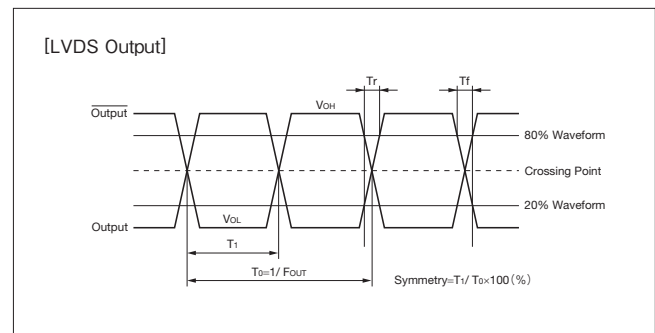 [LVDS Output]
Tr
Tf
Output
VOH
80% Waveform
Crossing Point
20% Waveform
VOL
Output
T1
T0=1/ FOUT
Symmetry=T1/ T0×100(%)